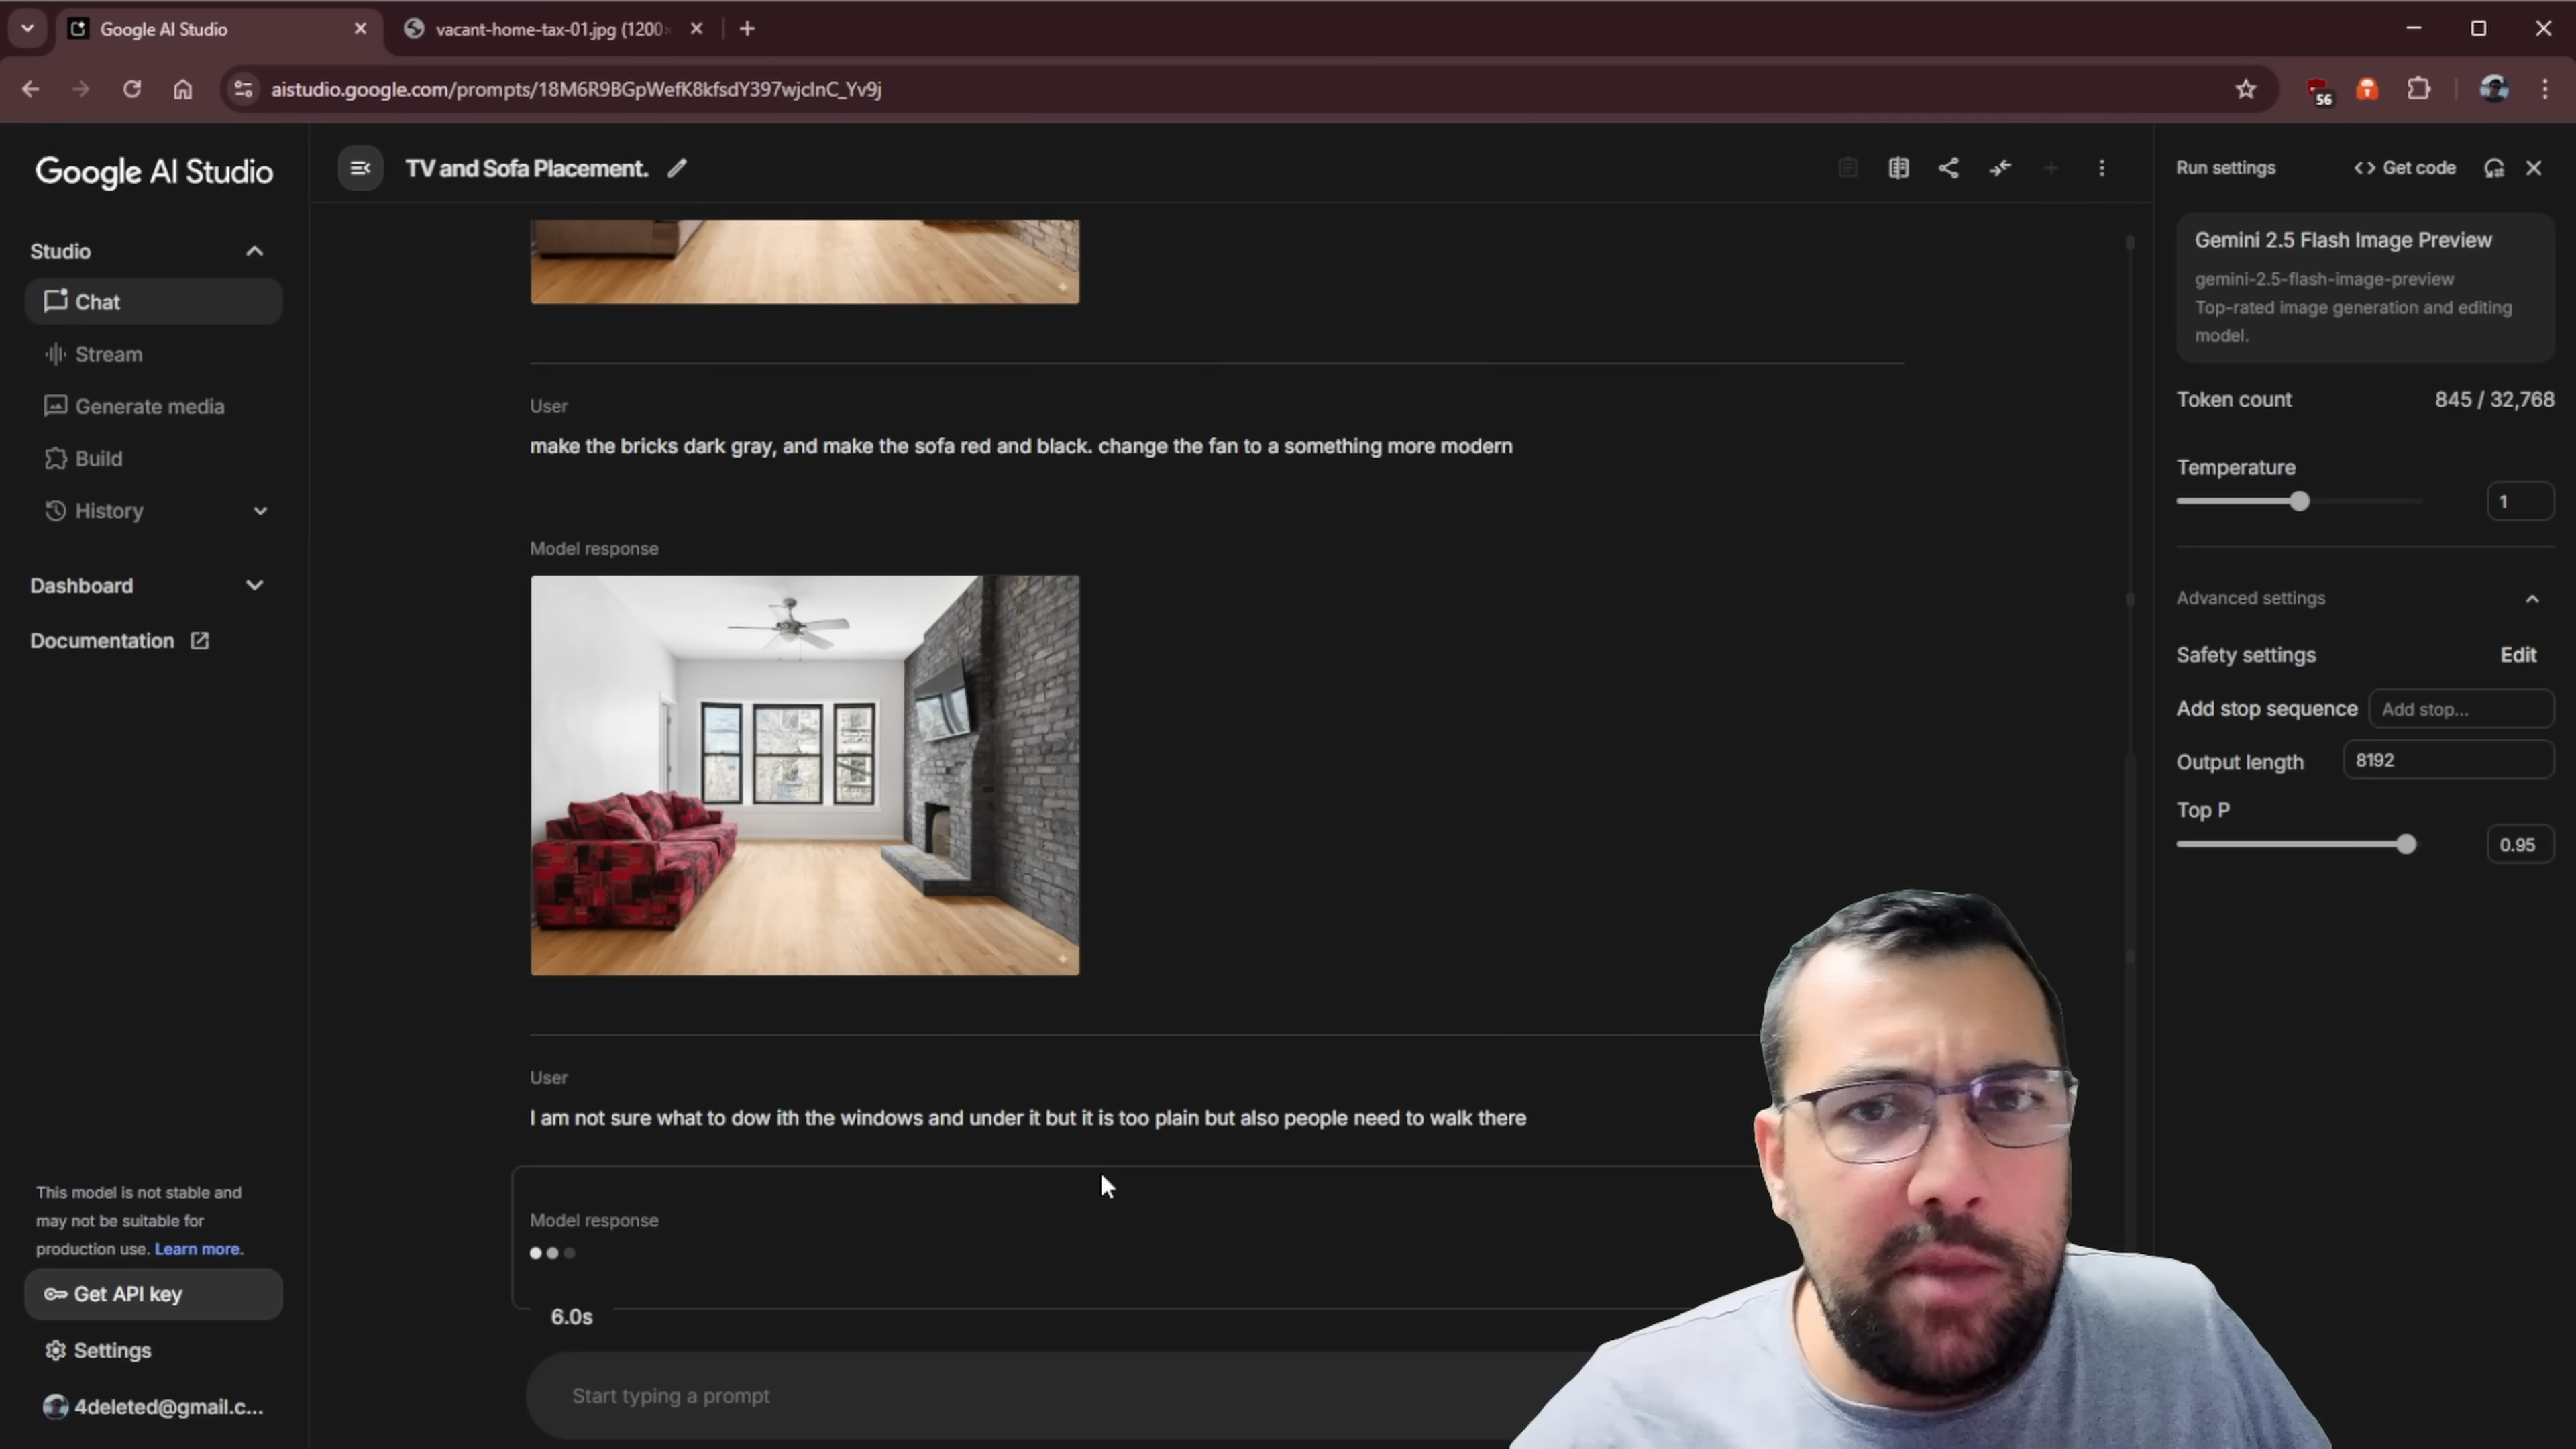 Google AI Studio
vacant-home-tax-01.jpg (1200
aistudio.google.com/prompts/18M6R9BGpWefK8kfsdY397wjcInC_Yv9j
56
Google AI Studio
Studio
Chat
Stream
Generate media
Build
History
Dashboard
Documentation
This model is not stable and
may not be suitable for
production use. Learn more.
Get API key
Settings
4deleted@gmail.c...
TV and Sofa Placement.
User
make the bricks dark gray, and make the sofa red and black. change the fan to a something more modern
Model response
User
I am not sure what to dow ith the windows and under it but it is too plain but also people need to walk there
Model response
6.0s
Start typing a prompt
Run settings
<> Get code
Gemini 2.5 Flash Image Preview
gemini-2.5-flash-image-preview
Top-rated image generation and editing
model.
Token count 845 / 32,768
Temperature
1
Advanced settings
Safety settings Edit
Add stop sequence Add stop...
Output length 8192
Top P
0.95